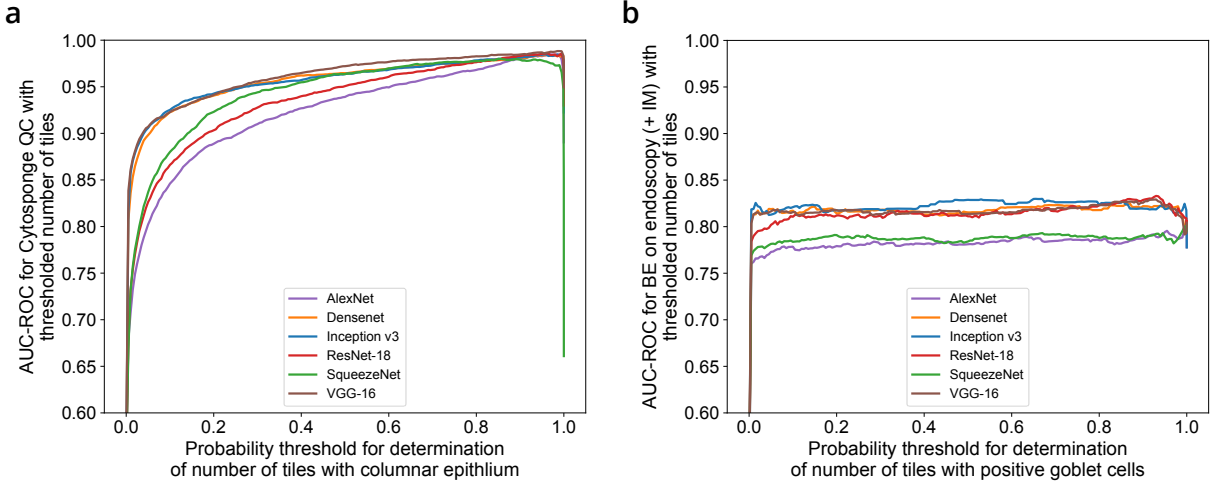 a
AUC-ROC for Cytosponge QC with
thresholded number of tiles
1.00
0.95
0.90
0.85
0.80
0.75
0.70
0.65
0.60
AlexNet
Densenet
Inception v3
ResNet-18
SqueezeNet
VGG-16
0.0 0.2 0.4 0.6 0.8 1.0
Probability threshold for determination
of number of tiles with columnar epithlium
b
AUC-ROC for BE on endoscopy (+ IM) with
thresholded number of tiles
1.00
0.95
0.90
0.85
0.80
0.75
0.70
0.65
0.60
AlexNet
Densenet
Inception v3
ResNet-18
SqueezeNet
VGG-16
0.0 0.2 0.4 0.6 0.8 1.0
Probability threshold for determination
of number of tiles with positive goblet cells